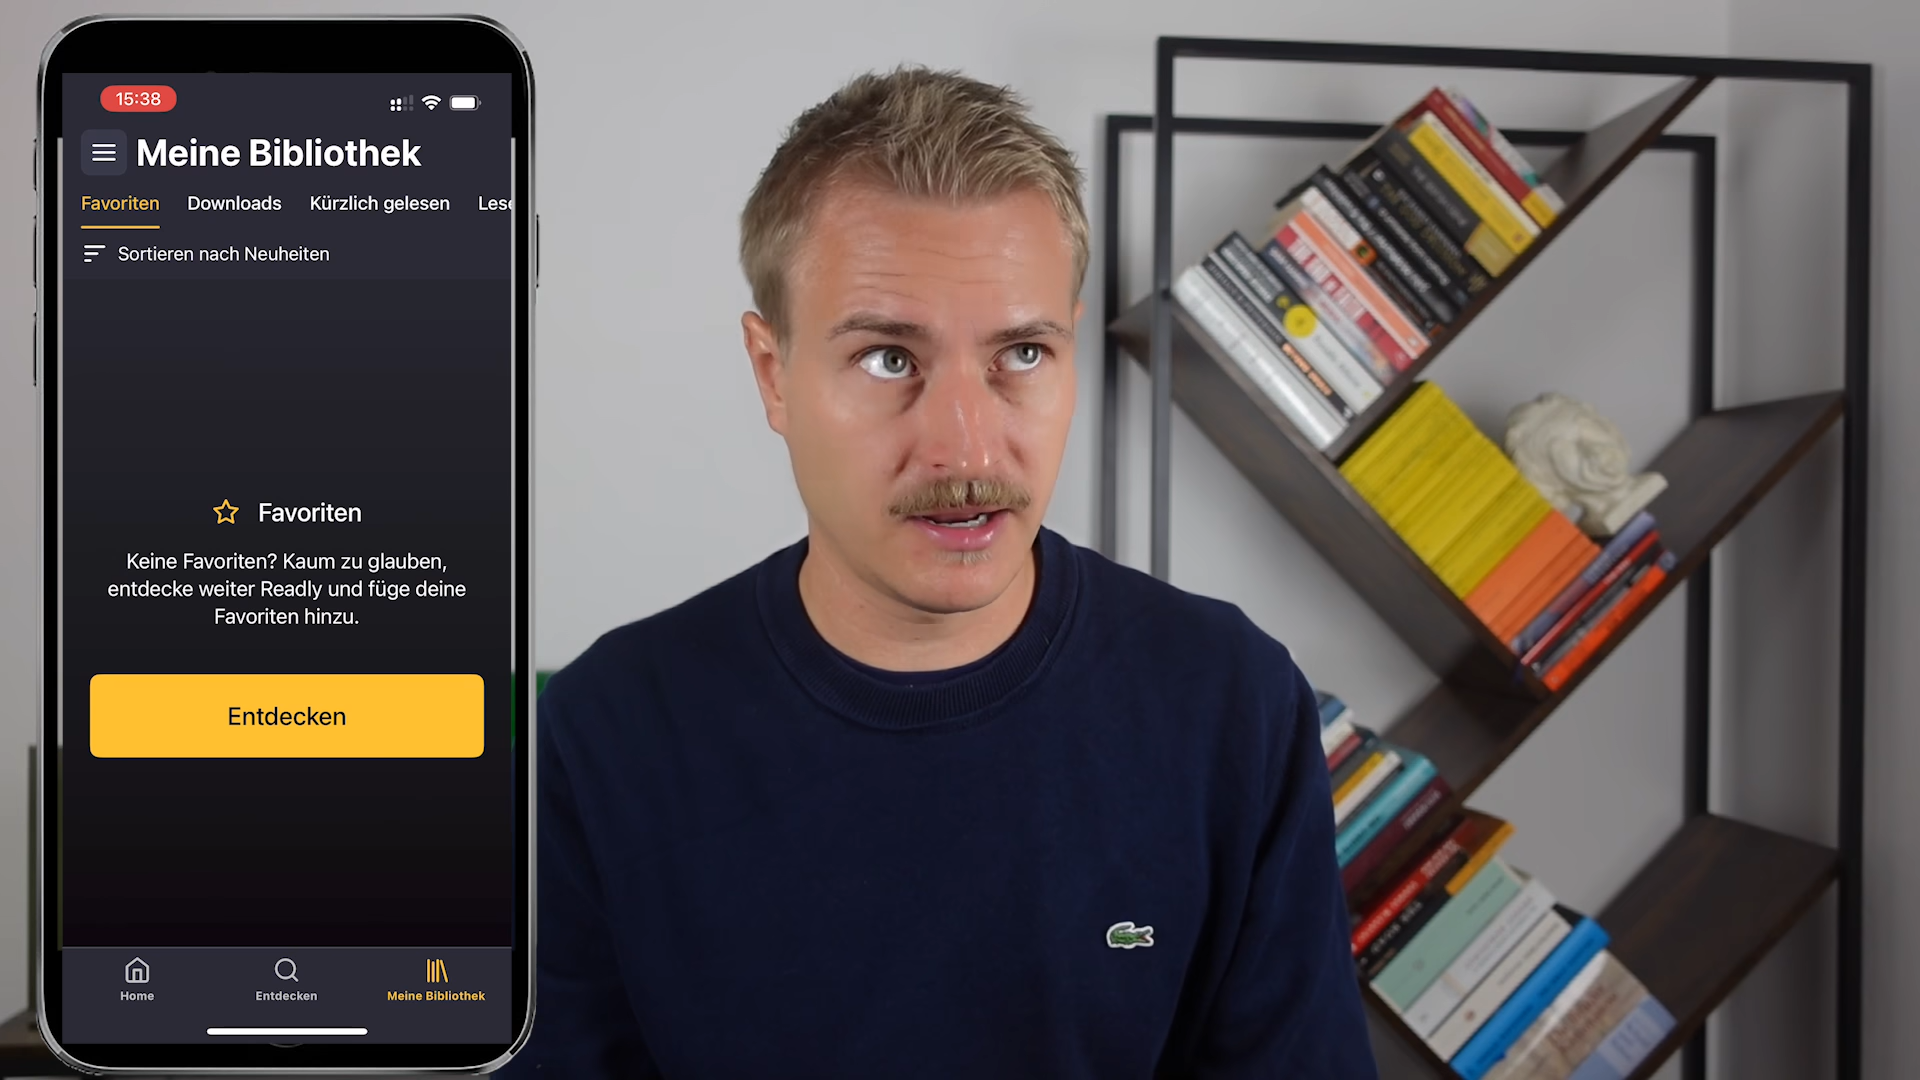 15:38
Meine Bibliothek
Favoriten Downloads Kürzlich gelesen Lese
Sortieren nach Neuheiten
Favoriten
Keine Favoriten? Kaum zu glauben,
entdecke weiter Readly und füge deine
Favoriten hinzu.
Entdecken
Home Entdecken Meine Bibliothek